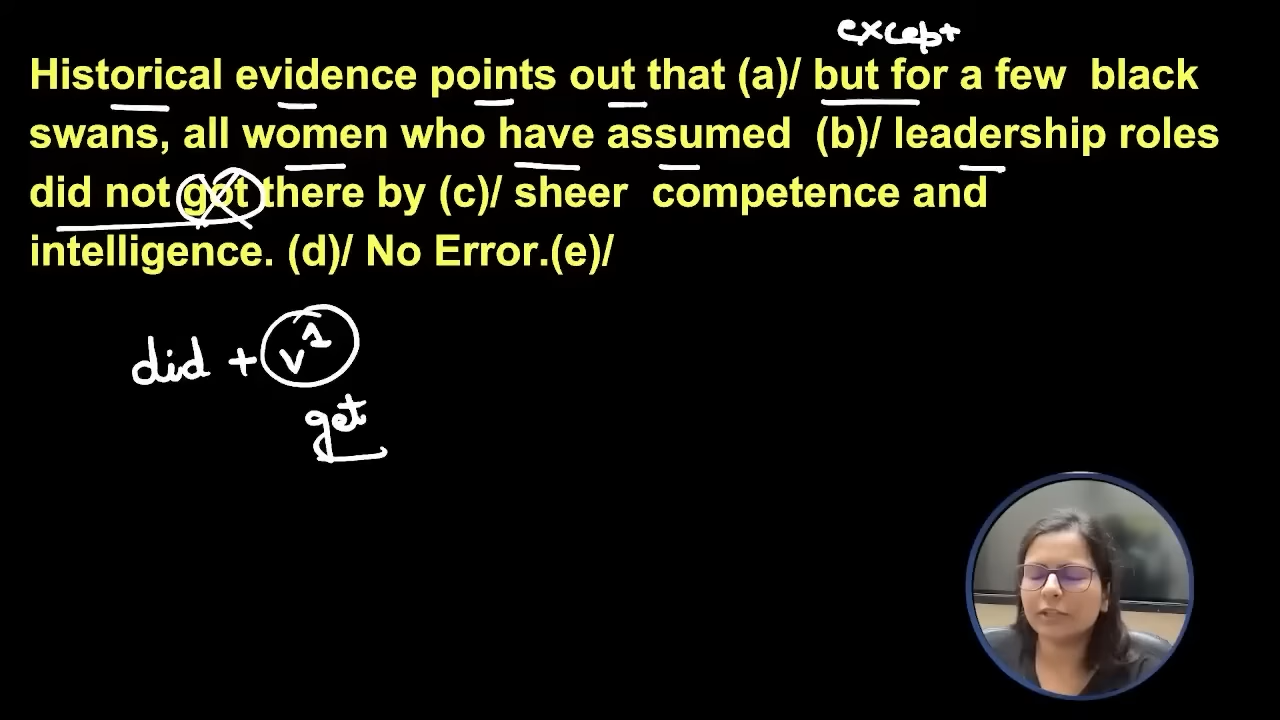 except
Historical evidence points out that (a)/ but for a few black
swans, all women who have assumed (b)/ leadership roles
did not got there by (c)/ sheer competence and
intelligence. (d)/ No Error.(e)/
did + v1
get